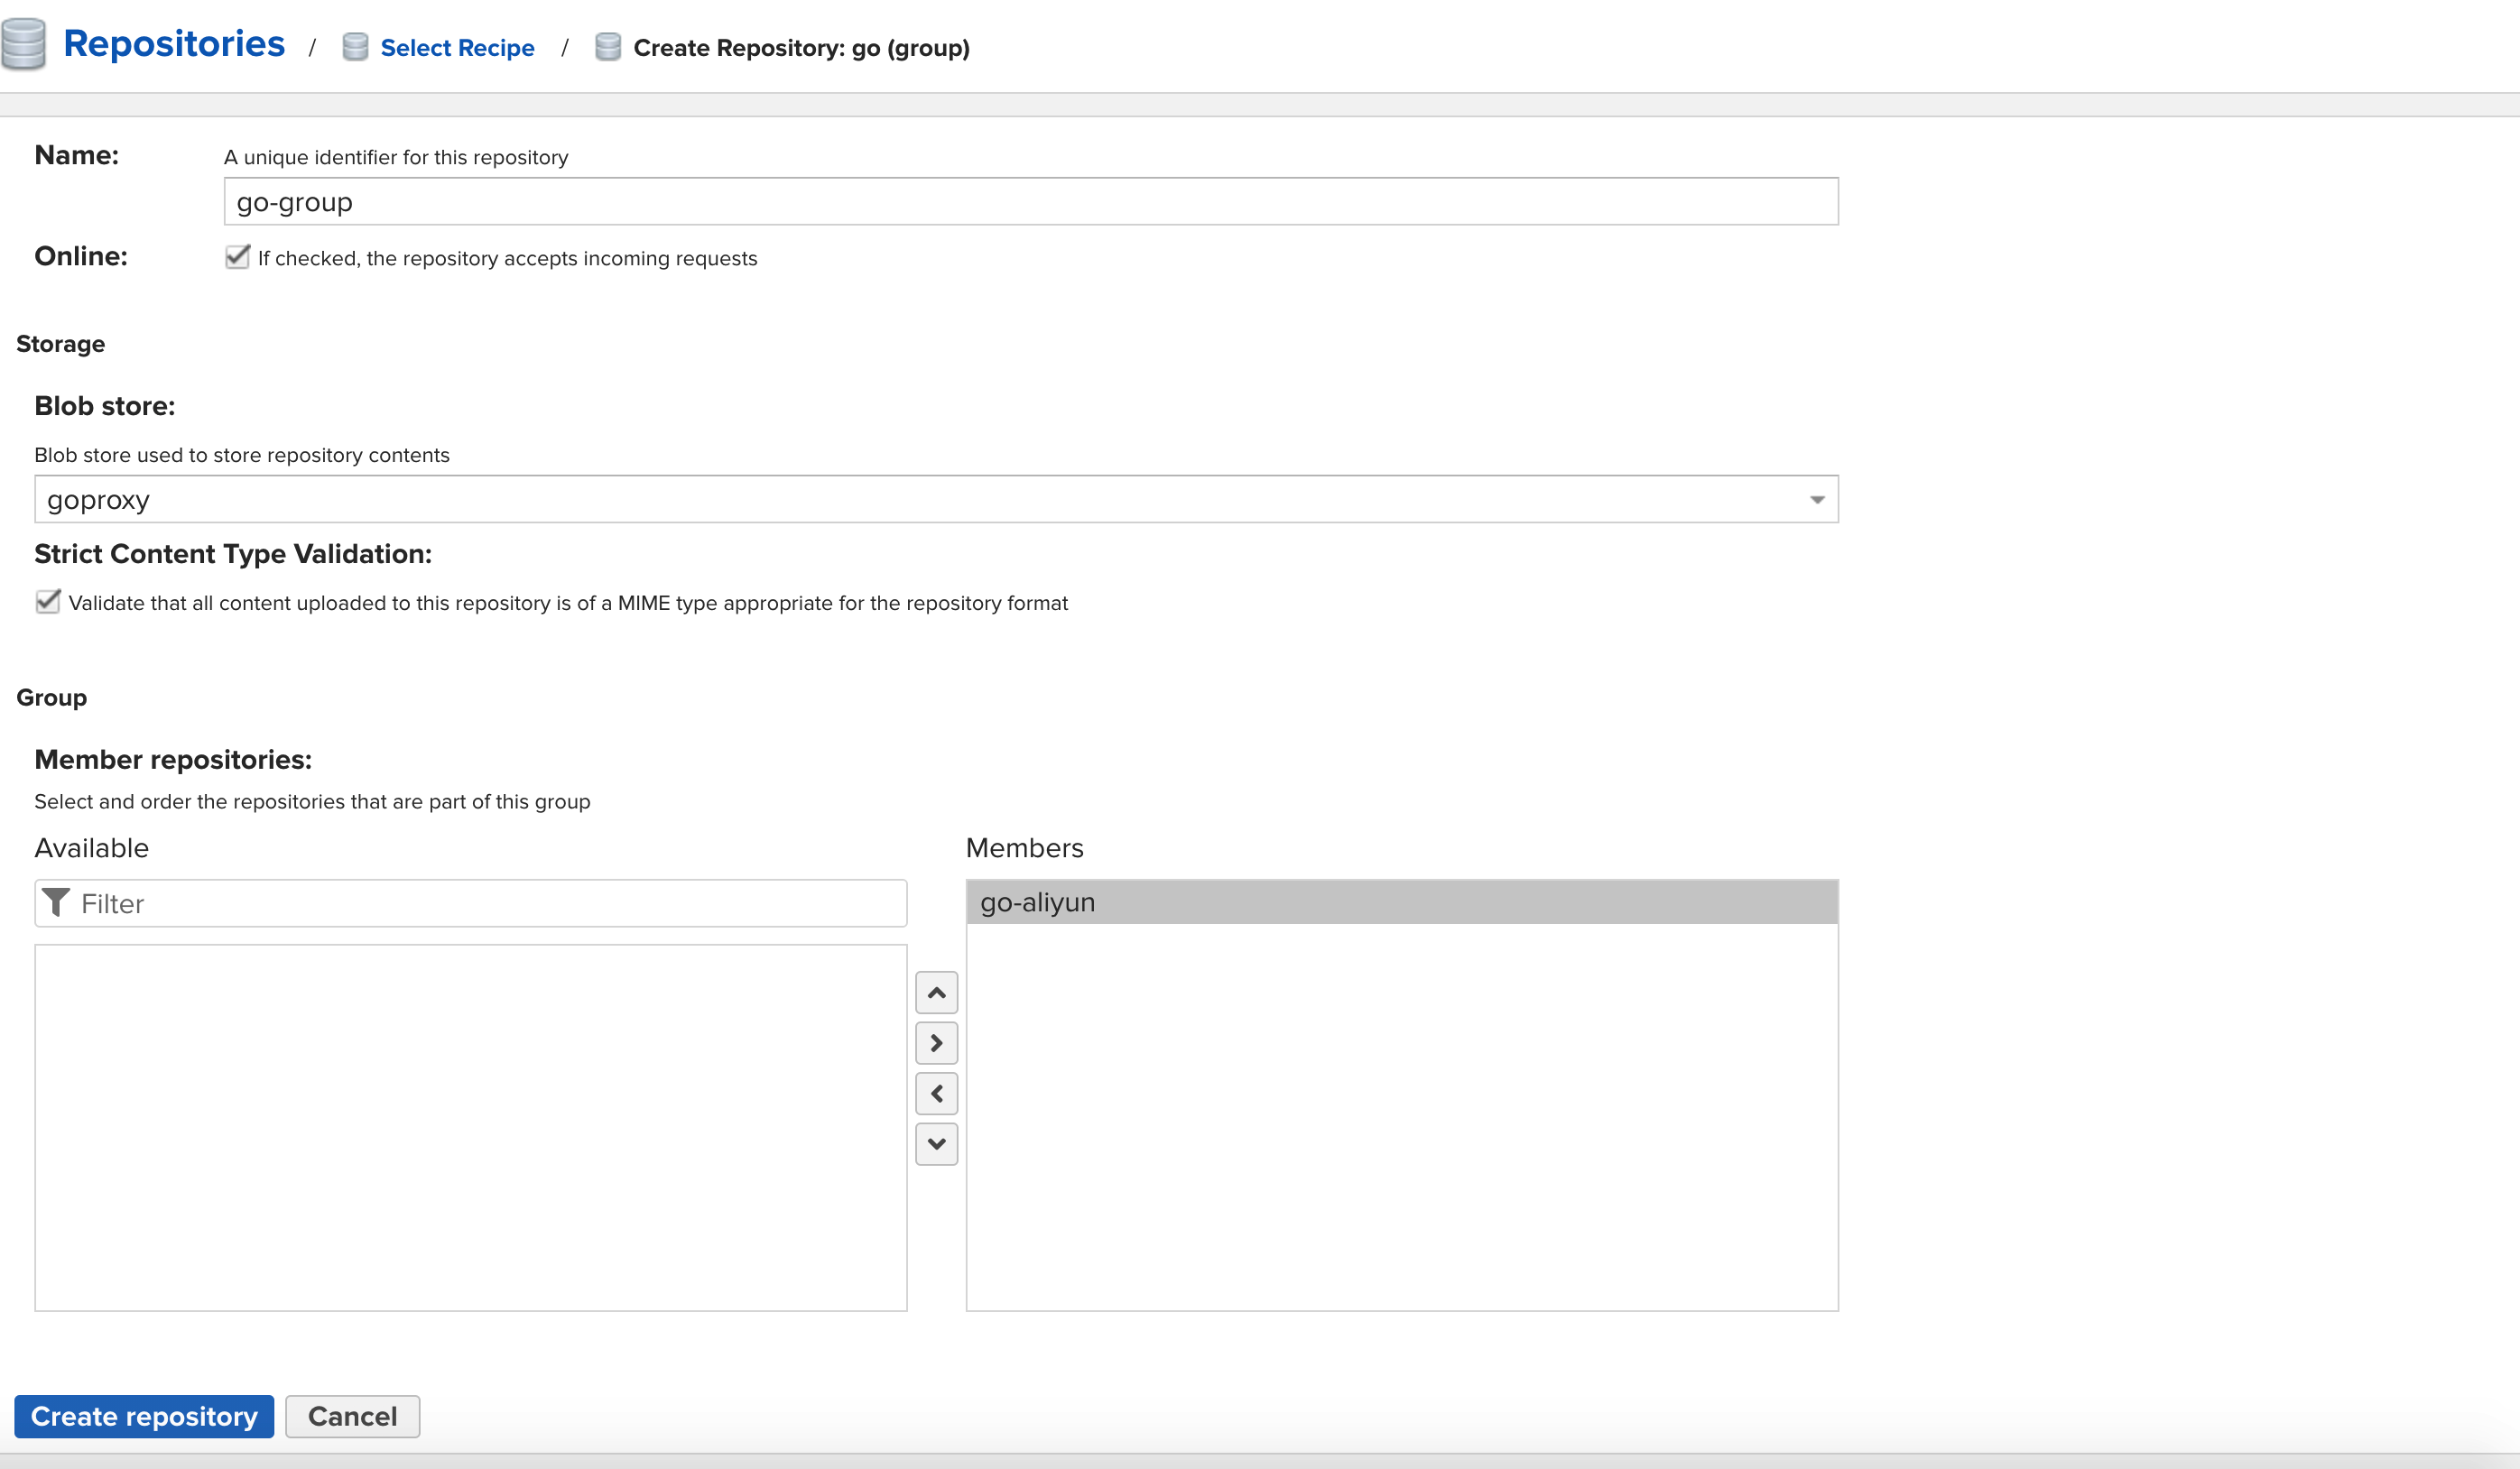 Repositories / Select Recipe / Create Repository: go (group)
Name: A unique identifier for this repository
go-group
Online: If checked, the repository accepts incoming requests
Storage
Blob store:
Blob store used to store repository contents
goproxy
Strict Content Type Validation:
Validate that all content uploaded to this repository is of a MIME type appropriate for the repository format
Group
Member repositories:
Select and order the repositories that are part of this group
Available
Filter
Members
go-aliyun
Create repository Cancel